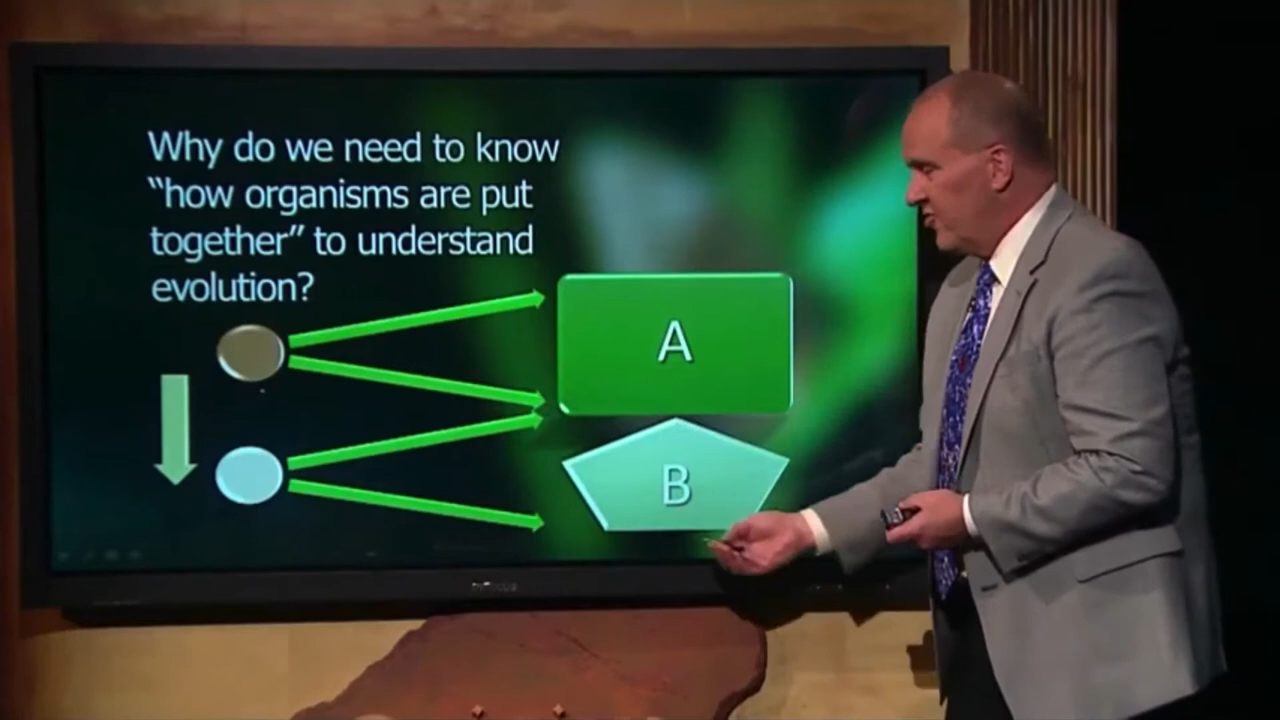 Why do we need to know
“how organisms are put
together” to understand
evolution?
A
B